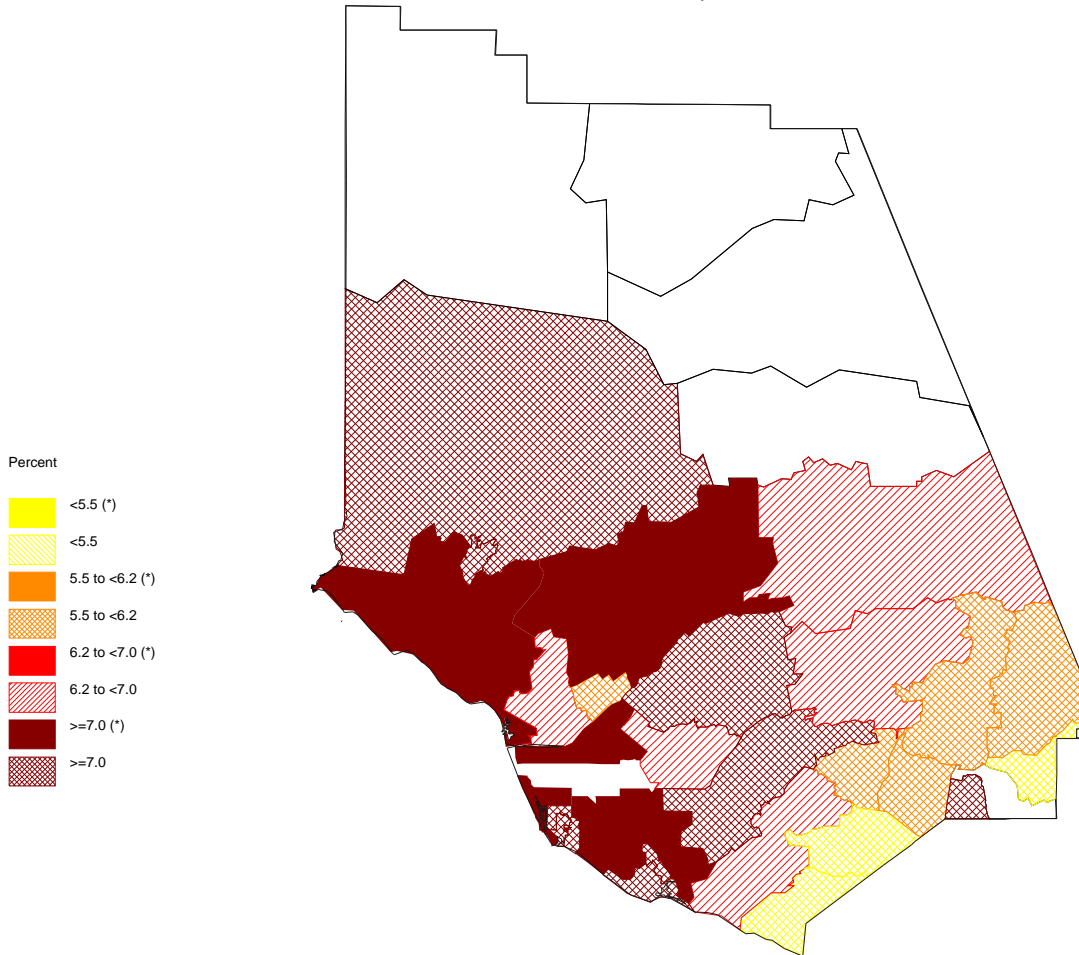 Percent
<5.5 (*)
<5.5
5.5 to <6.2 (*)
5.5 to <6.2
6.2 to <7.0 (*)
6.2 to <7.0
>=7.0 (*)
>=7.0